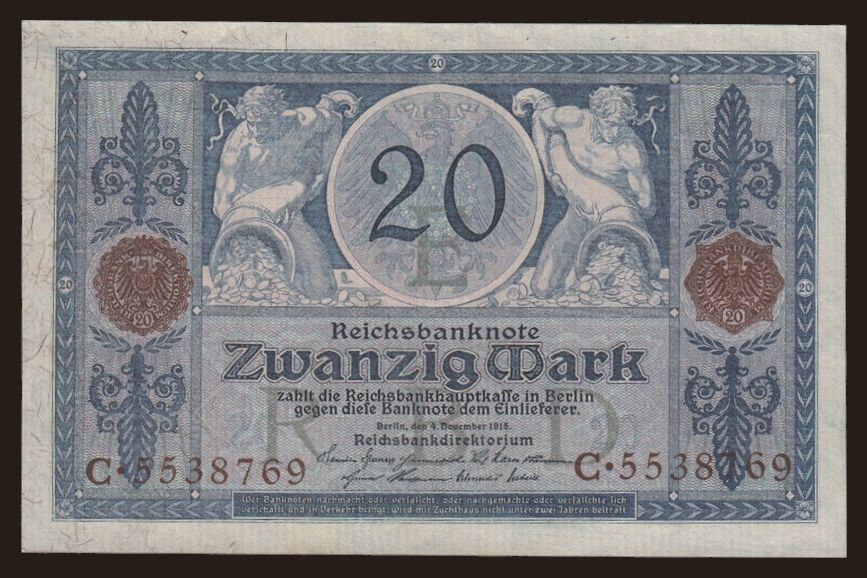 20
20
20
20
20
20
Reichsbanknote
Zwanzig Mark
zahlt die Reichsbankhauptkasse in Berlin
gegen diese Banknote dem Einlieferer.
Berlin, den 4. November 1915.
Reichsbankdirektorium
C·5538769
C·5538769
Wer Banknoten nachmacht oder verfälscht, oder nachgemachte oder verfälschte sich
verschafft und in Verkehr bringt, wird mit Zuchthaus nicht unter zwei Jahren bestraft